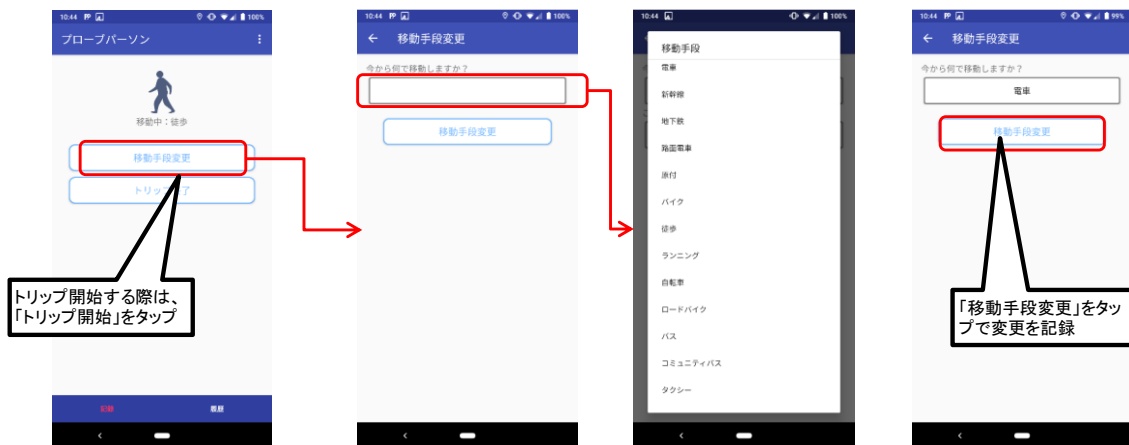 10:44
100%
プローブパーソン
移動中：徒歩
移動手段変更
トリップ 了
トリップ開始する際は、
「トリップ開始」をタップ
記録
履歴
10:44
100%
移動手段変更
今から何で移動しますか？
移動手段変更
10:44
100%
移動手段
電車
新幹線
地下鉄
路面電車
原付
バイク
徒歩
ランニング
自転車
ロードバイク
バス
コミュニティバス
タクシー
10:44
99%
移動手段変更
今から何で移動しますか？
電車
移動手段変更
「移動手段変更」をタッ
プで変更を記録